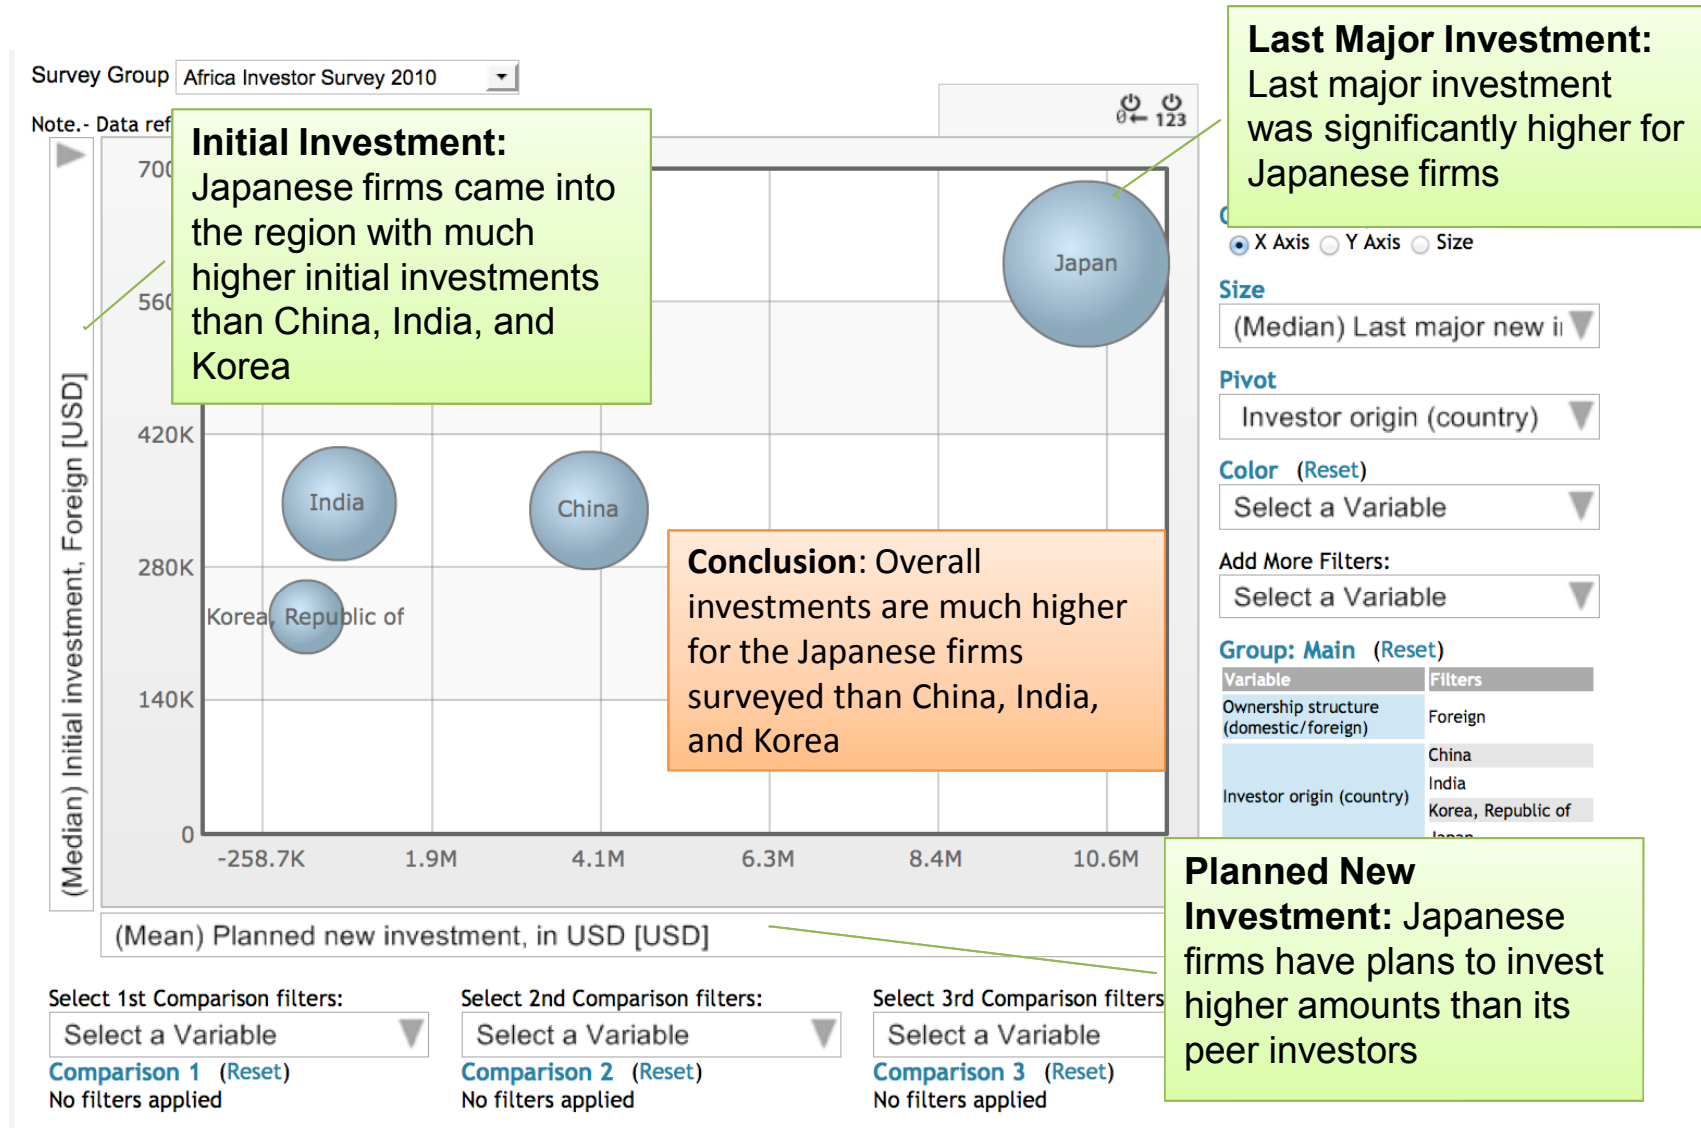 Survey Group Africa Investor Survey 2010
Note.- Data ref
Initial Investment:
Japanese firms came into
the region with much
higher initial investments
than China, India, and
Korea
Last Major Investment:
Last major investment
was significantly higher for
Japanese firms
0 123
700
560
420K
280K
140K
0
(Median) Initial investment, Foreign [USD]
Japan
India
China
Korea, Republic of
Conclusion: Overall
investments are much higher
for the Japanese firms
surveyed than China, India,
and Korea
-258.7K 1.9M 4.1M 6.3M 8.4M 10.6M
(Mean) Planned new investment, in USD [USD]
X Axis Y Axis Size
Size
(Median) Last major new i
Pivot
Investor origin (country)
Color (Reset)
Select a Variable
Add More Filters:
Select a Variable
Group: Main (Reset)
Variable Filters
Ownership structure
(domestic/foreign) Foreign
Investor origin (country)
China
India
Korea, Republic of
Japan
Planned New
Investment: Japanese
firms have plans to invest
higher amounts than its
peer investors
Select 1st Comparison filters: Select 2nd Comparison filters: Select 3rd Comparison filters
Select a Variable Select a Variable Select a Variable
Comparison 1 (Reset) Comparison 2 (Reset) Comparison 3 (Reset)
No filters applied No filters applied No filters applied